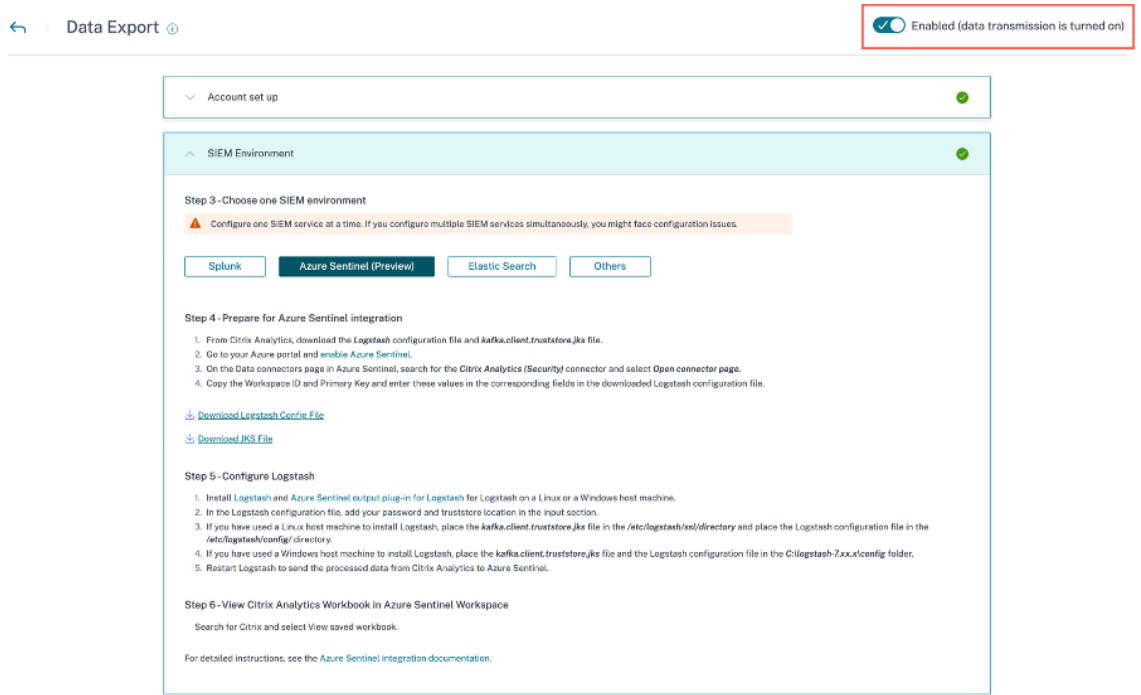 Data Export
Enabled (data transmission is turned on)
Account set up
SIEM Environment
Step 3 - Choose one SIEM environment
Configure one SIEM service at a time. If you configure multiple SIEM services simultaneously, you might face configuration issues.
Splunk
Azure Sentinel (Preview)
Elastic Search
Others
Step 4 - Prepare for Azure Sentinel integration
1. From Citrix Analytics, download the Logstash configuration file and kafka.client.truststore.jks file.
2. Go to your Azure portal and enable Azure Sentinel.
3. On the Data connectors page in Azure Sentinel, search for the Citrix Analytics (Security) connector and select Open connector page.
4. Copy the Workspace ID and Primary Key and enter these values in the corresponding fields in the downloaded Logstash configuration file.
Download Logstash Config File
Download JKS File
Step 5 - Configure Logstash
1. Install Logstash and Azure Sentinel output plug-in for Logstash for Logstash on a Linux or a Windows host machine.
2. In the Logstash configuration file, add your password and truststore location in the input section.
3. If you have used a Linux host machine to install Logstash, place the kafka.client.truststore.jks file in the /etc/logstash/ssl/directory and place the Logstash configuration file in the
/etc/logstash/config/ directory.
4. If you have used a Windows host machine to install Logstash, place the kafka.client.truststore.jks file and the Logstash configuration file in the C:\logstash-7.xx.x\config folder.
5. Restart Logstash to send the processed data from Citrix Analytics to Azure Sentinel.
Step 6 - View Citrix Analytics Workbook in Azure Sentinel Workspace
Search for Citrix and select View saved workbook.
For detailed instructions, see the Azure Sentinel integration documentation.